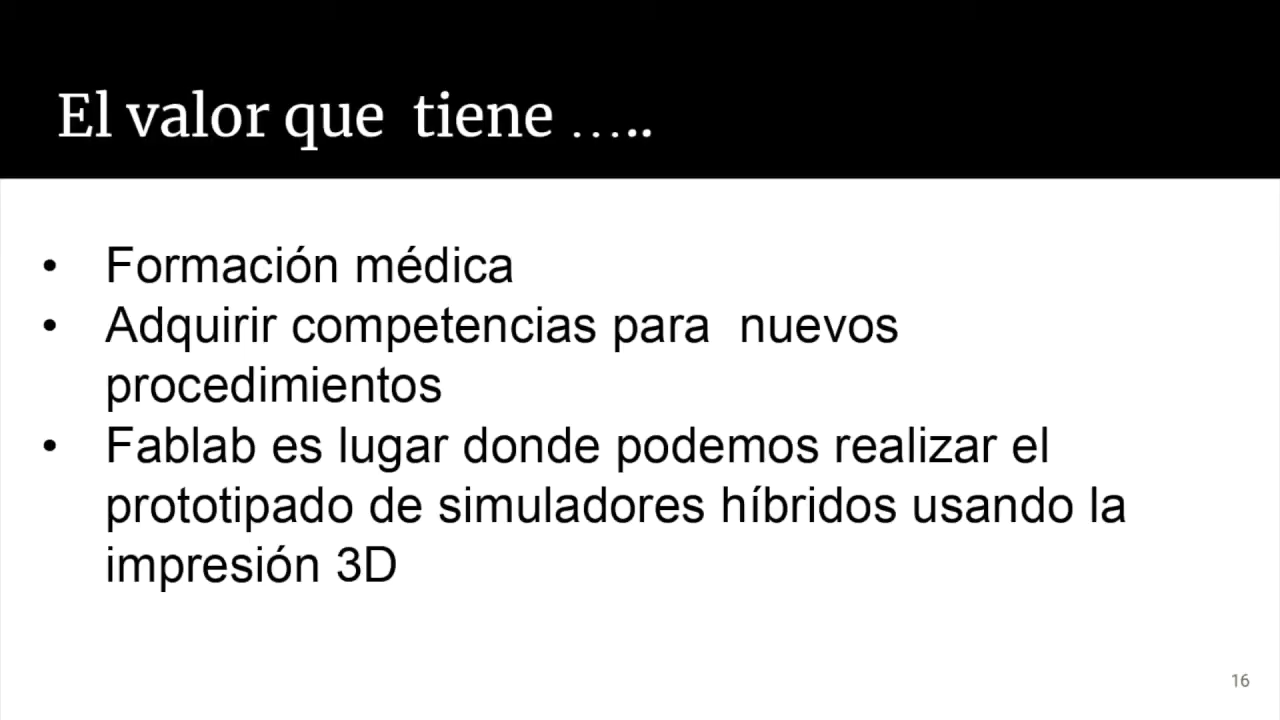 El valor que  tiene …..
• Formación médica
• Adquirir competencias para  nuevos
procedimientos
• Fablab es lugar donde podemos realizar el
prototipado de simuladores híbridos usando la
impresión 3D
16